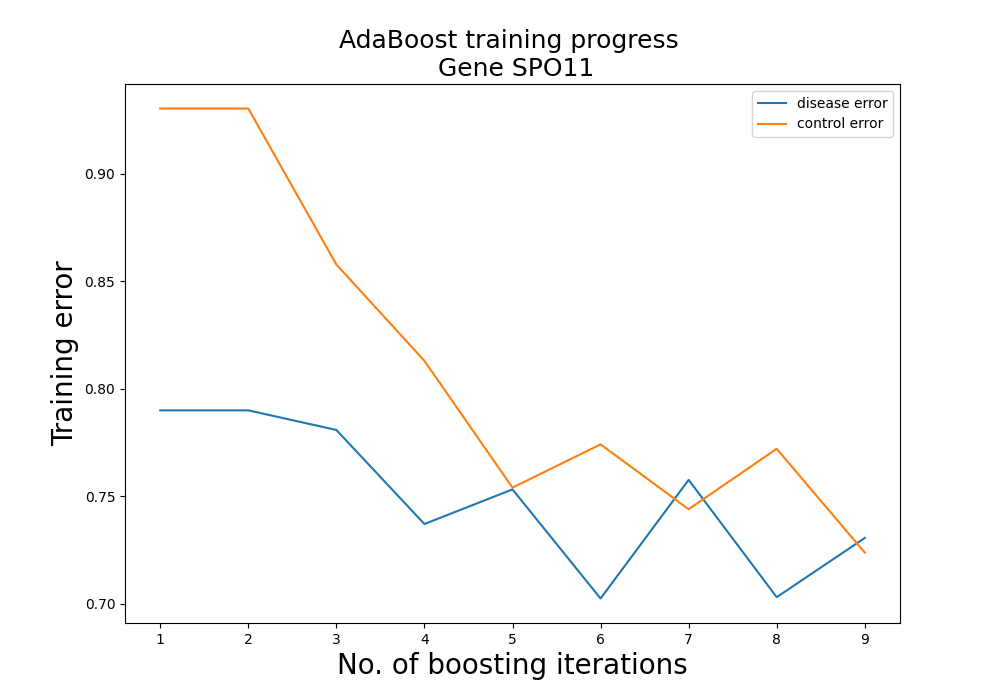 AdaBoost training progress
Gene SPO11
disease error
control error
Training error
0.90
0.85
0.80
0.75
0.70
1 2 3 4 5 6 7 8 9
No. of boosting iterations